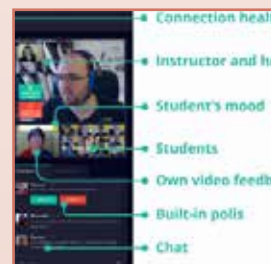 Connection heal
Instructor and h
Student's mood
Students
Own video feedb
Built-in polls
Chat